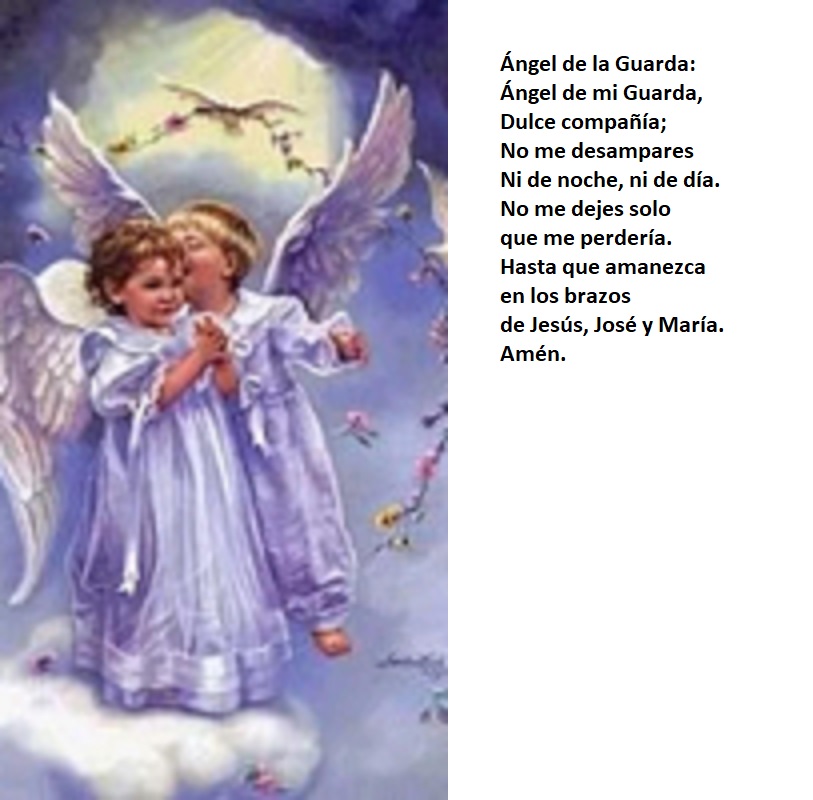 Ángel de la Guarda:
Ángel de mi Guarda,
Dulce compañía;
No me desampares
Ni de noche, ni de día.
No me dejes solo
que me perdería.
Hasta que amanezca
en los brazos
de Jesús, José y María.
Amén.